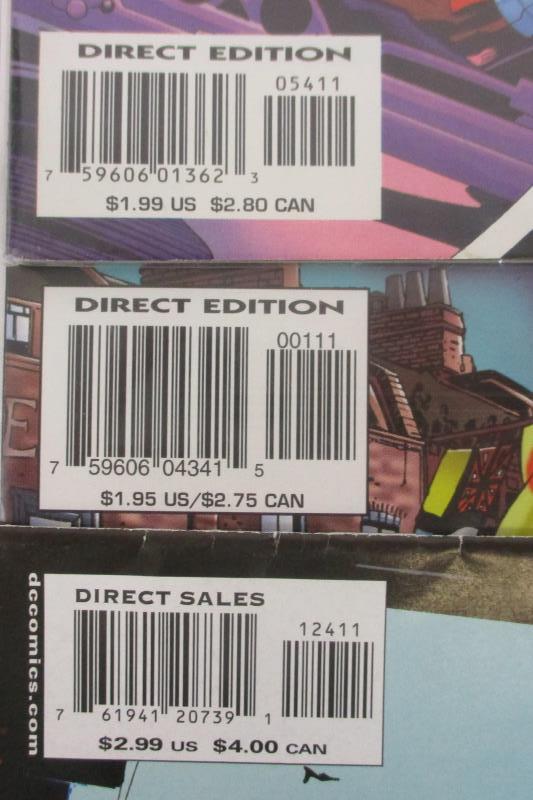 DIRECT EDITION
05411
7 59606 01362 3
$1.99 US $2.80 CAN
DIRECT EDITION
00111
7 59606 04341 5
$1.95 US/$2.75 CAN
E
dccomics.com
DIRECT SALES
12411
7 61941 20739 1
$2.99 US $4.00 CAN